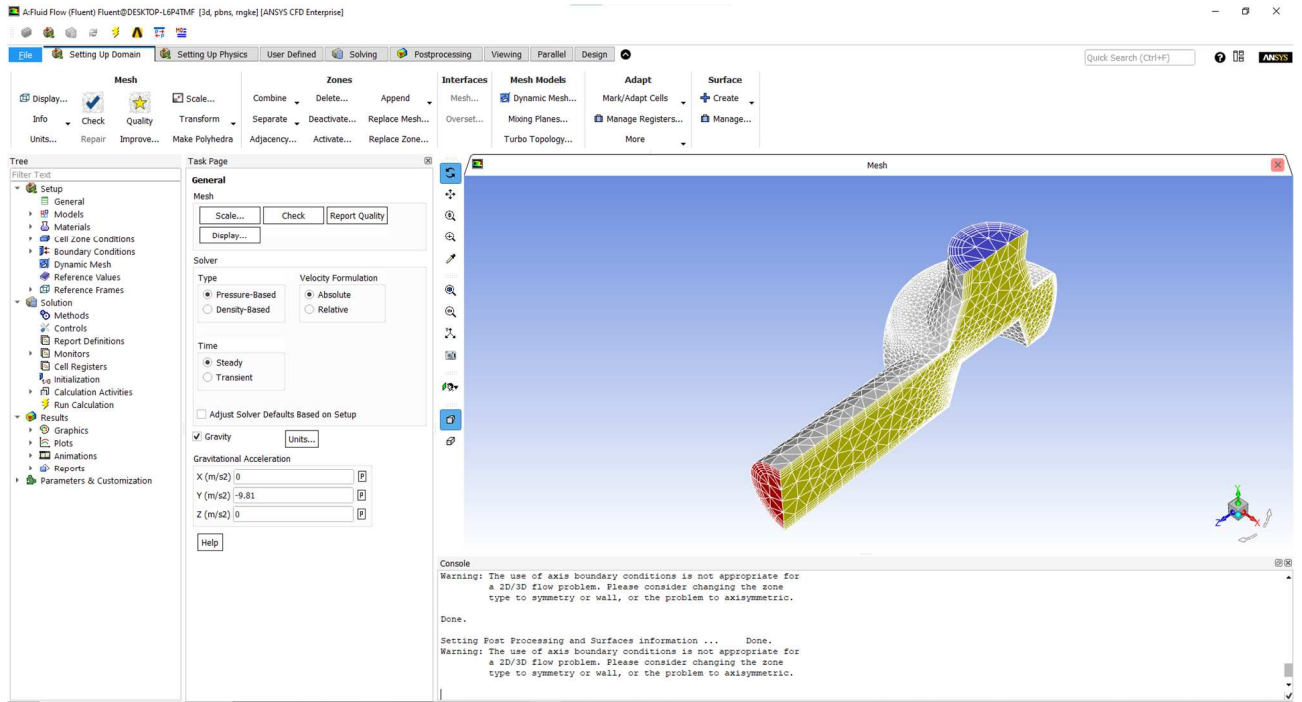 A:Fluid Flow (Fluent) Fluent@DESKTOP-L6P4TMF [3d, pbns, rngke] [ANSYS CFD Enterprise]
File Setting Up Domain Setting Up Physics User Defined Solving Postprocessing Viewing Parallel Design Quick Search (Ctrl+F) ANSYS
Mesh Zones Interfaces Mesh Models Adapt Surface
Display... Scale... Combine Delete... Append Mesh... Dynamic Mesh... Mark/Adapt Cells Create
Info Check Quality Transform Separate Deactivate... Replace Mesh... Overset... Mixing Planes... Manage Registers... Manage...
Units... Repair Improve... Make Polyhedra Adjacency... Activate... Replace Zone... Turbo Topology... More
Tree
Filter Text
Setup
General
Models
Materials
Cell Zone Conditions
Boundary Conditions
Dynamic Mesh
Reference Values
Reference Frames
Solution
Methods
Controls
Report Definitions
Monitors
Cell Registers
Initialization
Calculation Activities
Run Calculation
Results
Graphics
Plots
Animations
Reports
Parameters & Customization
Task Page
General
Mesh
Scale... Check Report Quality
Display...
Solver
Type Velocity Formulation
Pressure-Based Absolute
Density-Based Relative
Time
Steady
Transient
Adjust Solver Defaults Based on Setup
Gravity Units...
Gravitational Acceleration
X (m/s2) 0 P
Y (m/s2) -9.81 P
Z (m/s2) 0 P
Help
Mesh
Y
Z X
Console
Warning: The use of axis boundary conditions is not appropriate for
a 2D/3D flow problem. Please consider changing the zone
type to symmetry or wall, or the problem to axisymmetric.
Done.
Setting Post Processing and Surfaces information ... Done.
Warning: The use of axis boundary conditions is not appropriate for
a 2D/3D flow problem. Please consider changing the zone
type to symmetry or wall, or the problem to axisymmetric.